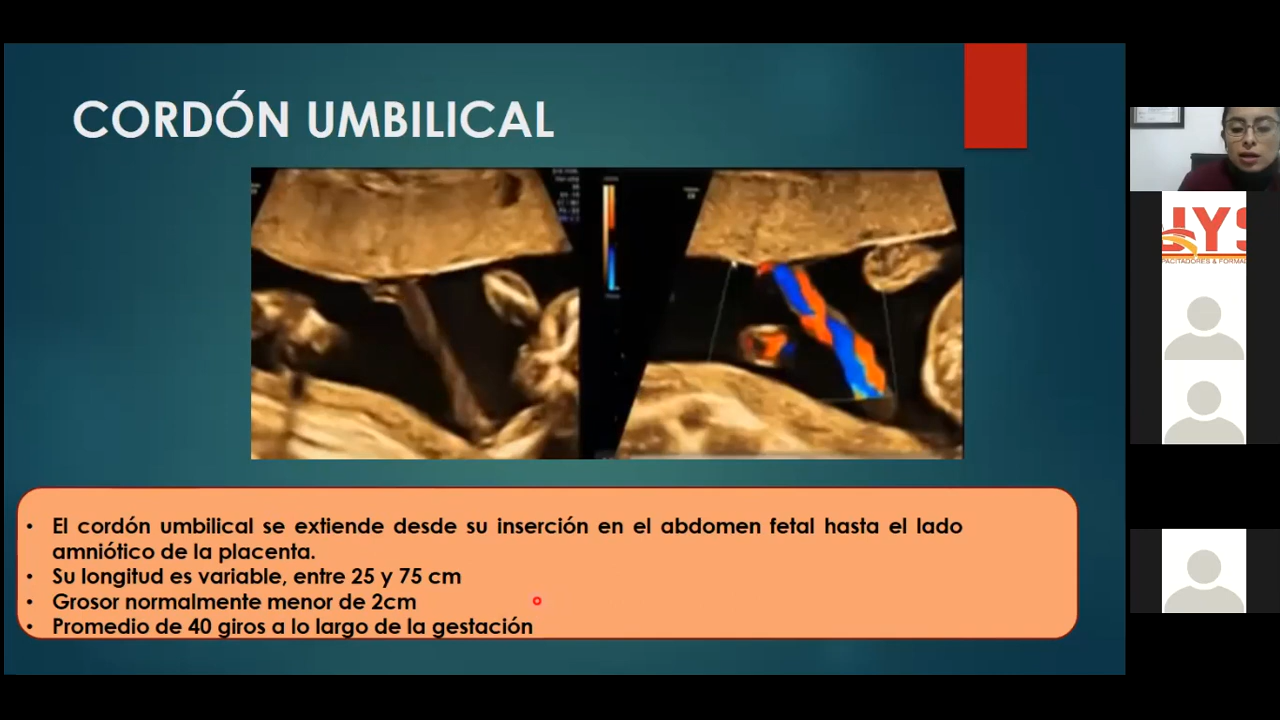 CORDÓN UMBILICAL
• El cordón umbilical se extiende desde su inserción en el abdomen fetal hasta el lado
amniótico de la placenta.
• Su longitud es variable, entre 25 y 75 cm
• Grosor normalmente menor de 2cm
• Promedio de 40 giros a lo largo de la gestación
JYS